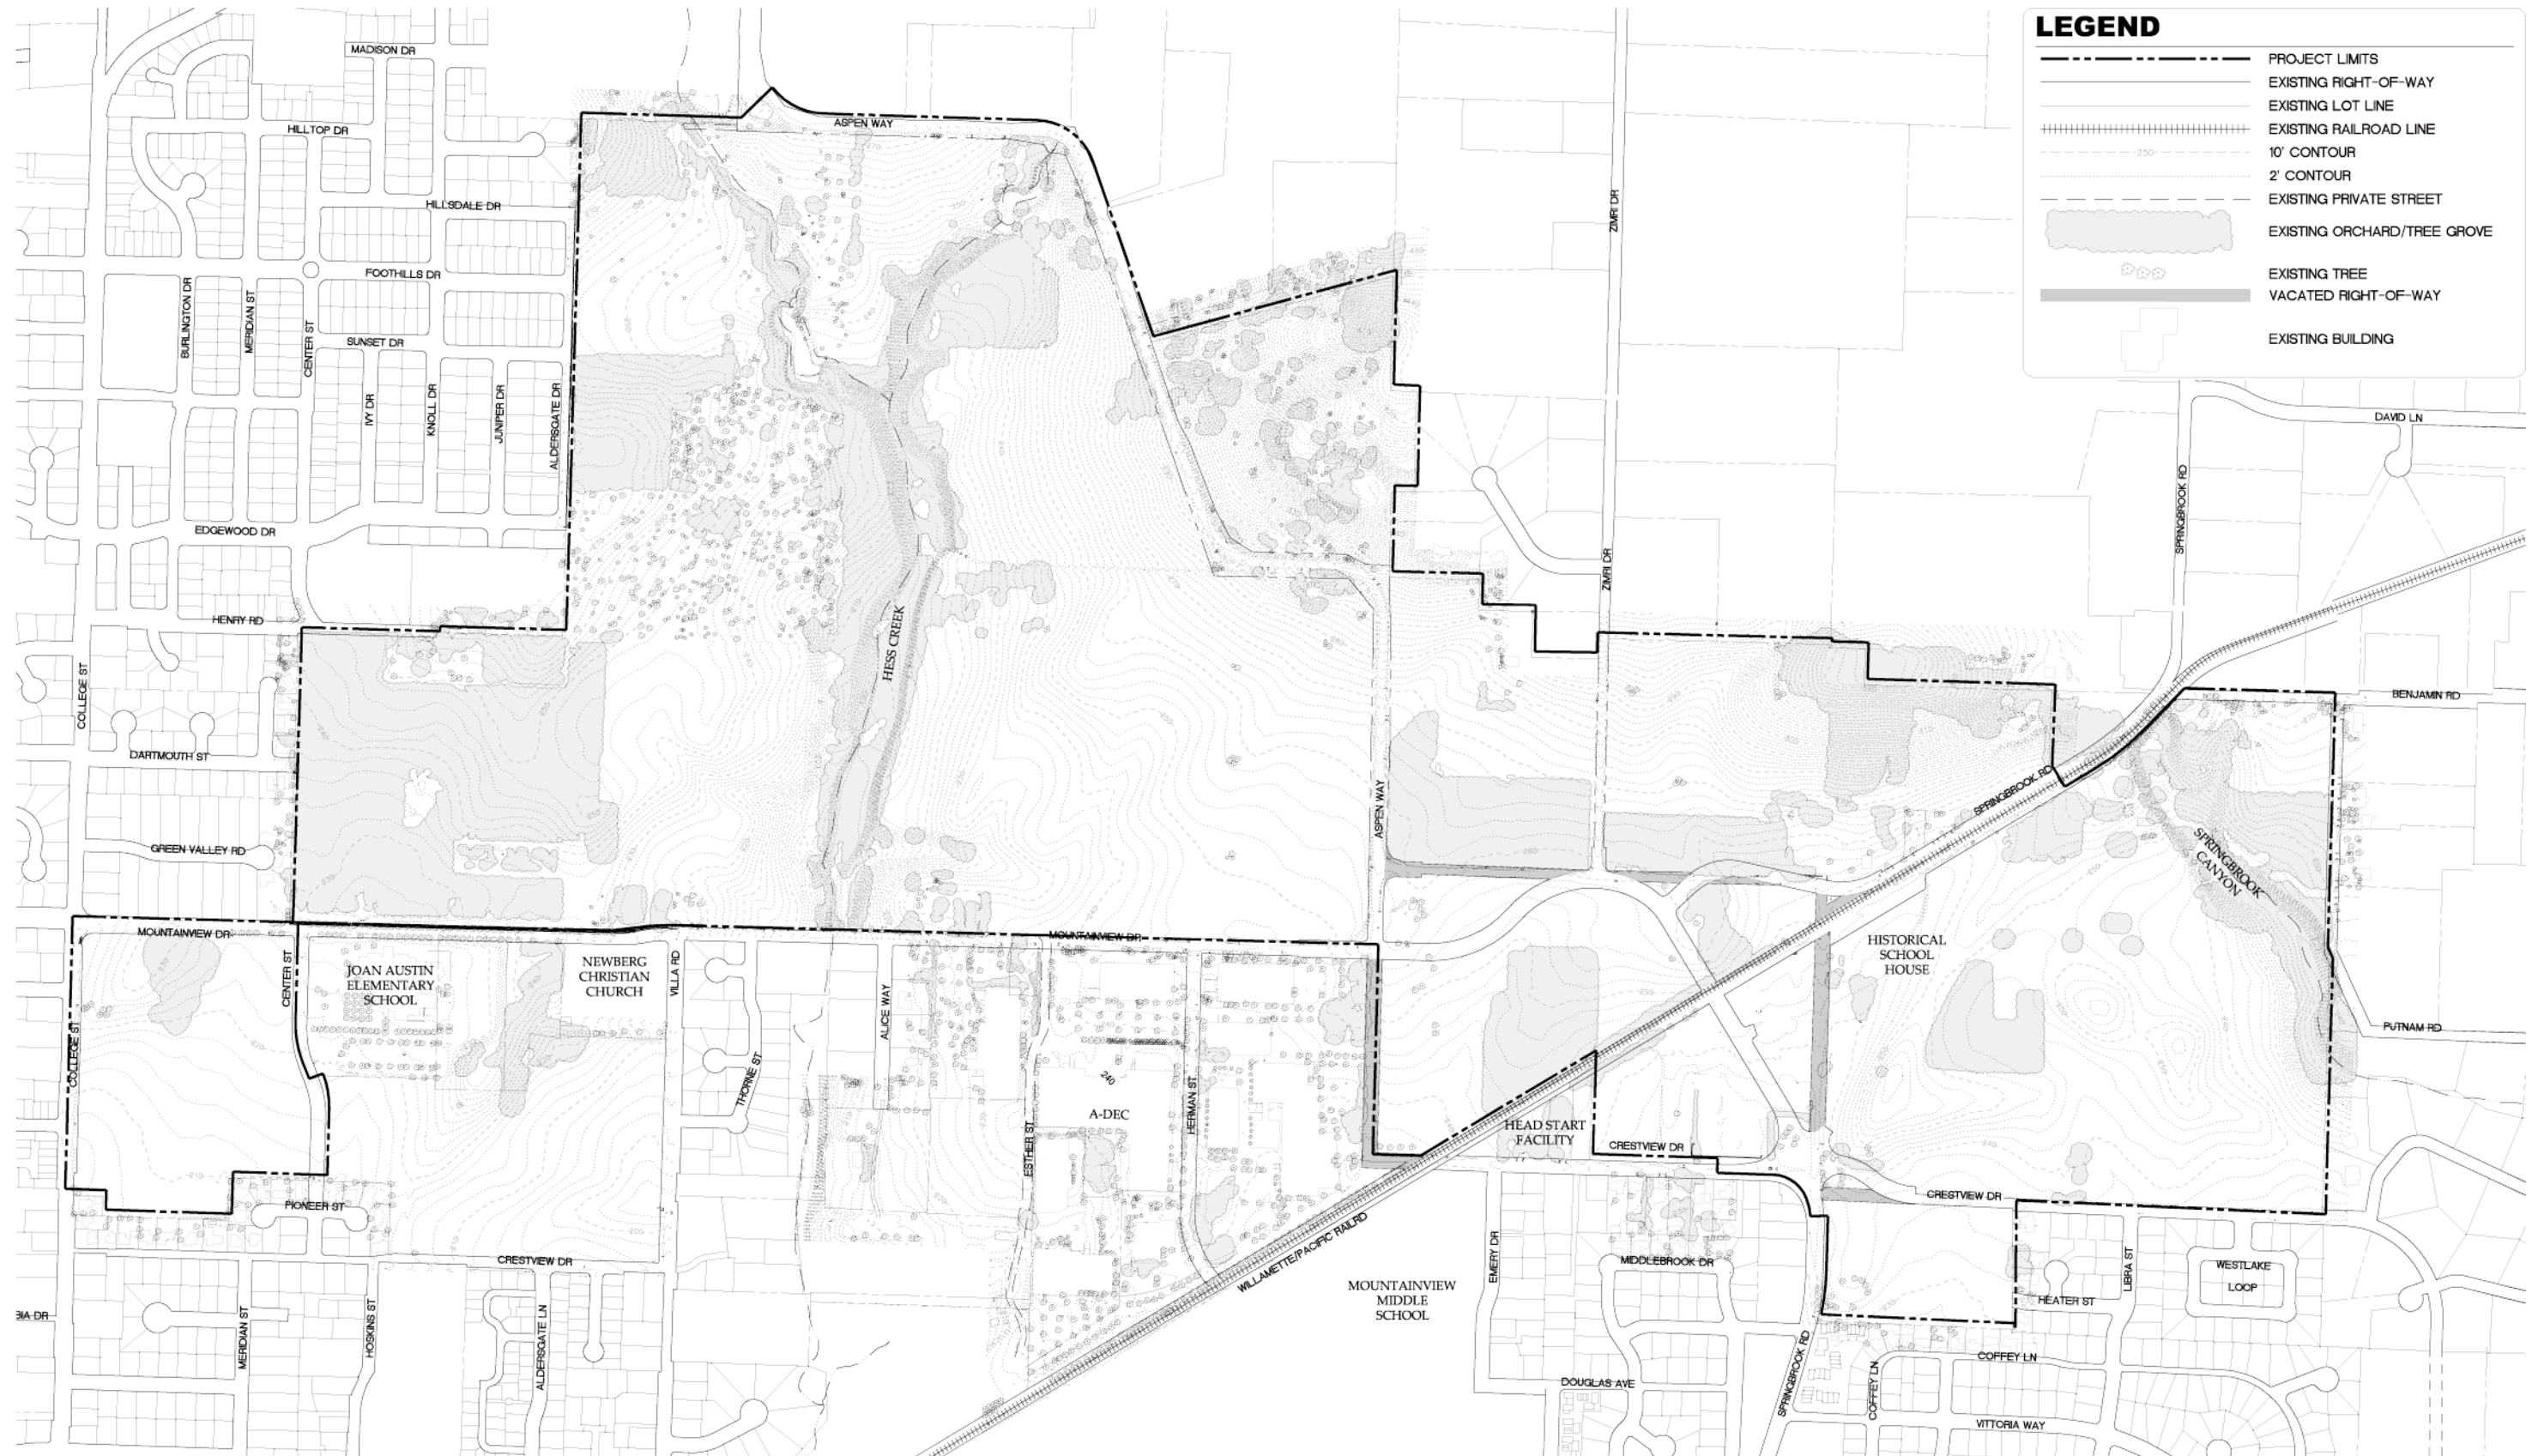 LEGEND
PROJECT LIMITS
EXISTING RIGHT-OF-WAY
EXISTING LOT LINE
EXISTING RAILROAD LINE
250
10' CONTOUR
2' CONTOUR
EXISTING PRIVATE STREET
EXISTING ORCHARD/TREE GROVE
EXISTING TREE
VACATED RIGHT-OF-WAY
EXISTING BUILDING
MADISON DR
HILLTOP DR
ASPEN WAY
HILLSDALE DR
ZIMRI DR
FOOTHILLS DR
BURLINGTON DR
MERIDIAN ST
CENTER ST
SUNSET DR
IVY DR
KNOLL DR
JUNIPER DR
ALDERSGATE DR
DAVID LN
SPRINGBROOK RD
EDGEWOOD DR
ZIMRI DR
HENRY RD
HESS CREEK
COLLEGE ST
BENJAMIN RD
DARTMOUTH ST
ASPEN WAY
SPRINGBROOK RD
GREEN VALLEY RD
SPRINGBROOK
CANYON
MOUNTAINVIEW DR
MOUNTAINVIEW DR
CENTER ST
JOAN AUSTIN
ELEMENTARY
SCHOOL
NEWBERG
CHRISTIAN
CHURCH
VILLA RD
ALICE WAY
HISTORICAL
SCHOOL
HOUSE
COLLEGE ST
THORNE ST
PUTNAM RD
240
A-DEC
HERMAN ST
ESTHER ST
HEAD START
FACILITY
CRESTVIEW DR
PIONEER ST
CRESTVIEW DR
CRESTVIEW DR
WILLAMETTE/PACIFIC RAILRD
EMERY DR
MIDDLEBROOK DR
MOUNTAINVIEW
MIDDLE
SCHOOL
LIBRA ST
WESTLAKE
LOOP
HEATER ST
MERIDIAN ST
HOSKINS ST
ALDERSGATE LN
SPRINGBROOK RD
COFFEY LN
COFFEY LN
DOUGLAS AVE
VITTORIA WAY